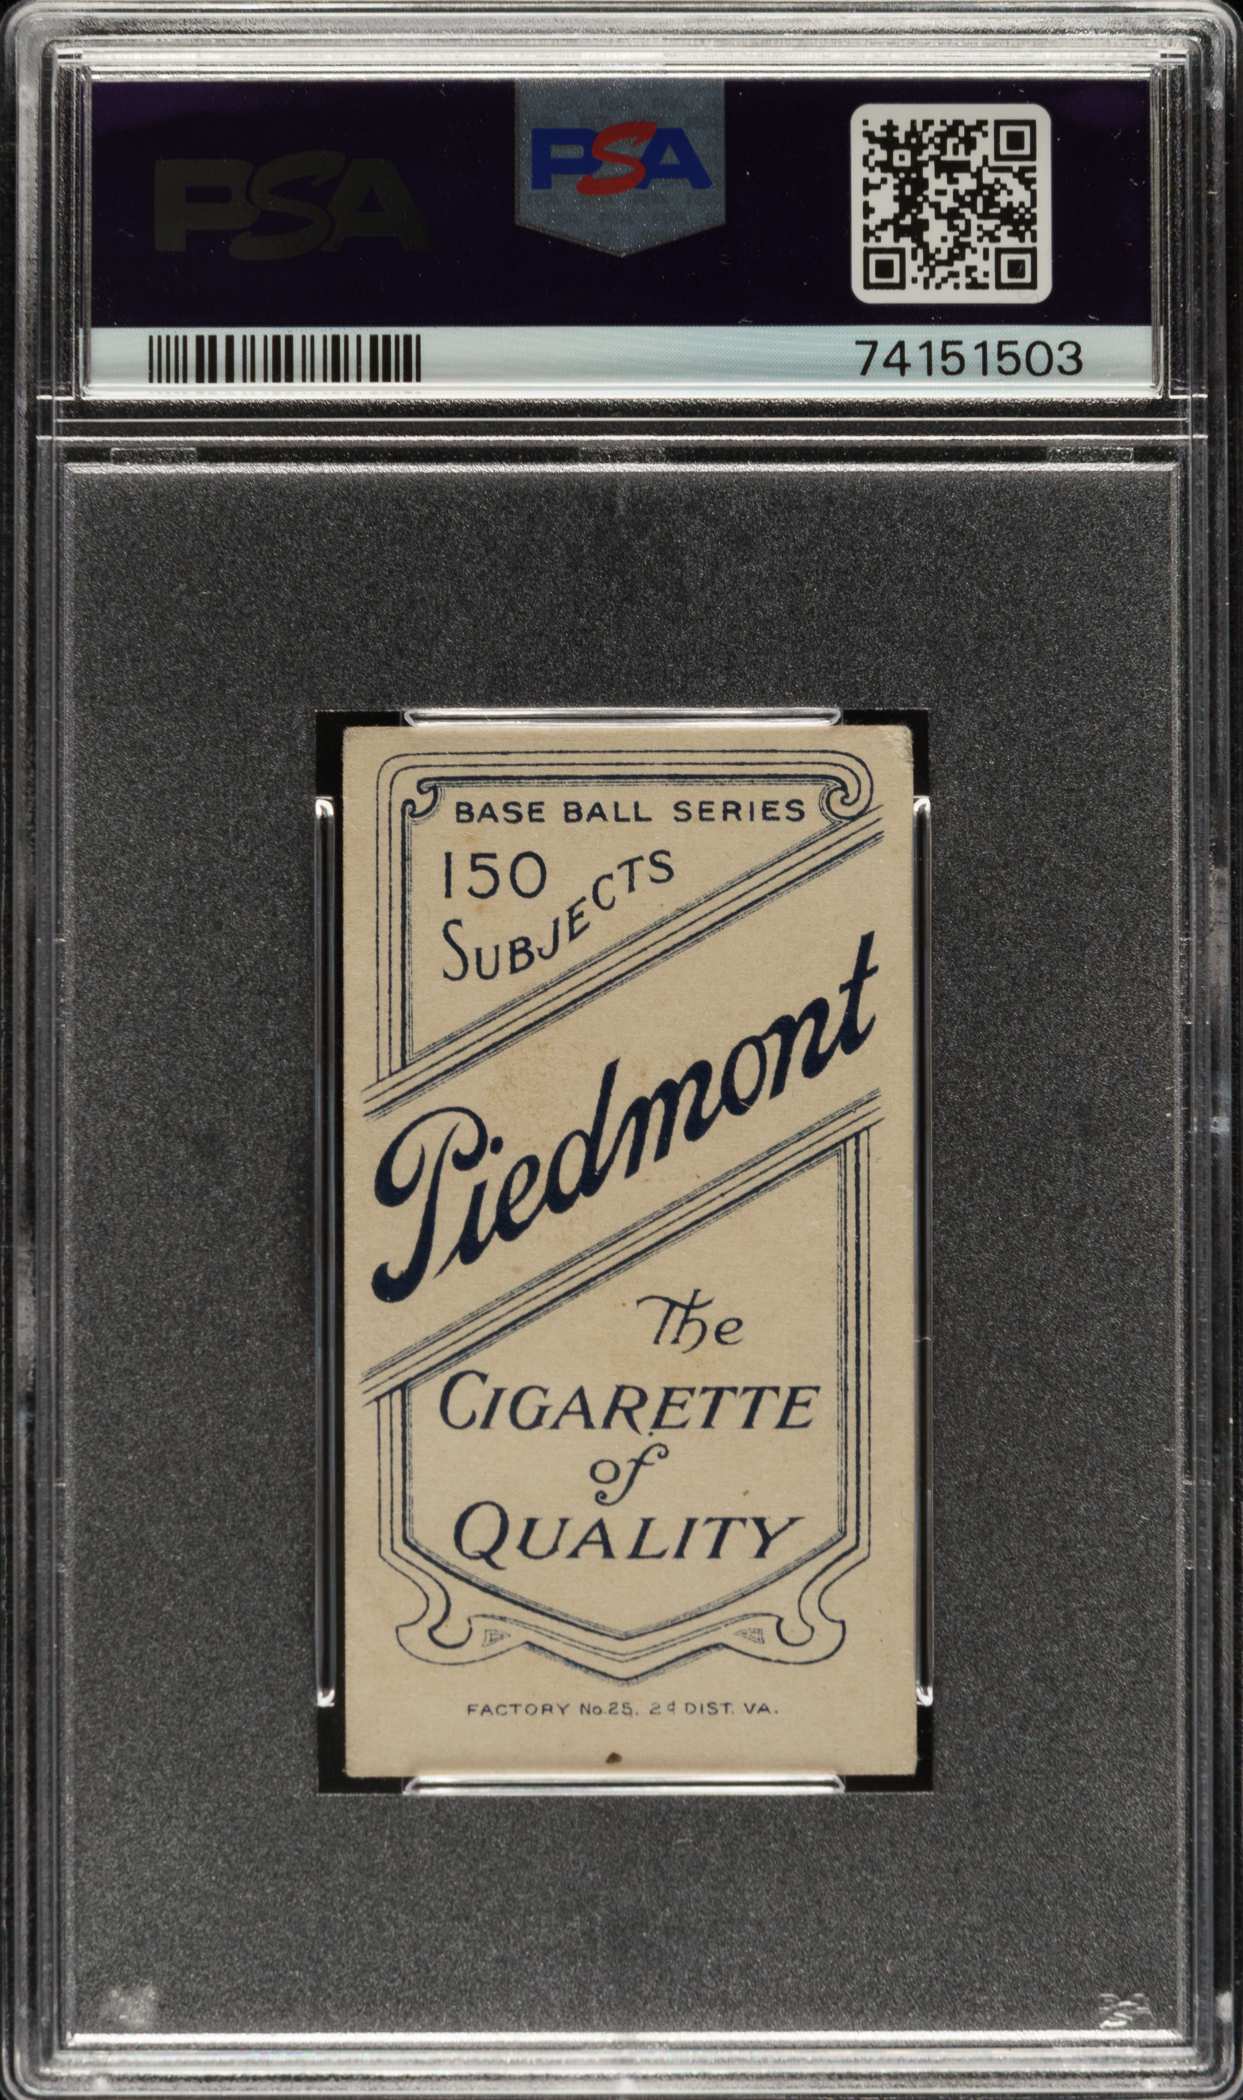 PSA
PSA
74151503
BASE BALL SERIES
150
SUBJECTS
Piedmont
The
CIGARETTE
of
QUALITY
FACTORY No. 25, 2d DIST. VA.
PSA